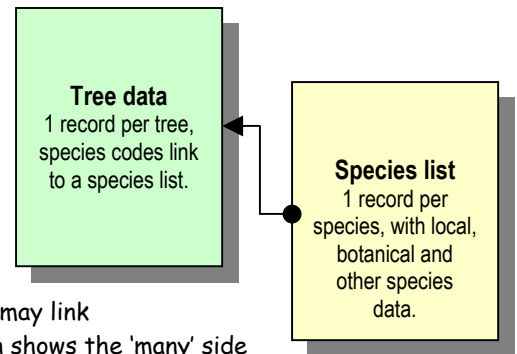 Tree data
1 record per tree,
species codes link
to a species list.
Species list
1 record per
species, with local,
botanical and
other species
data.
may link
shows the ‘many’ side